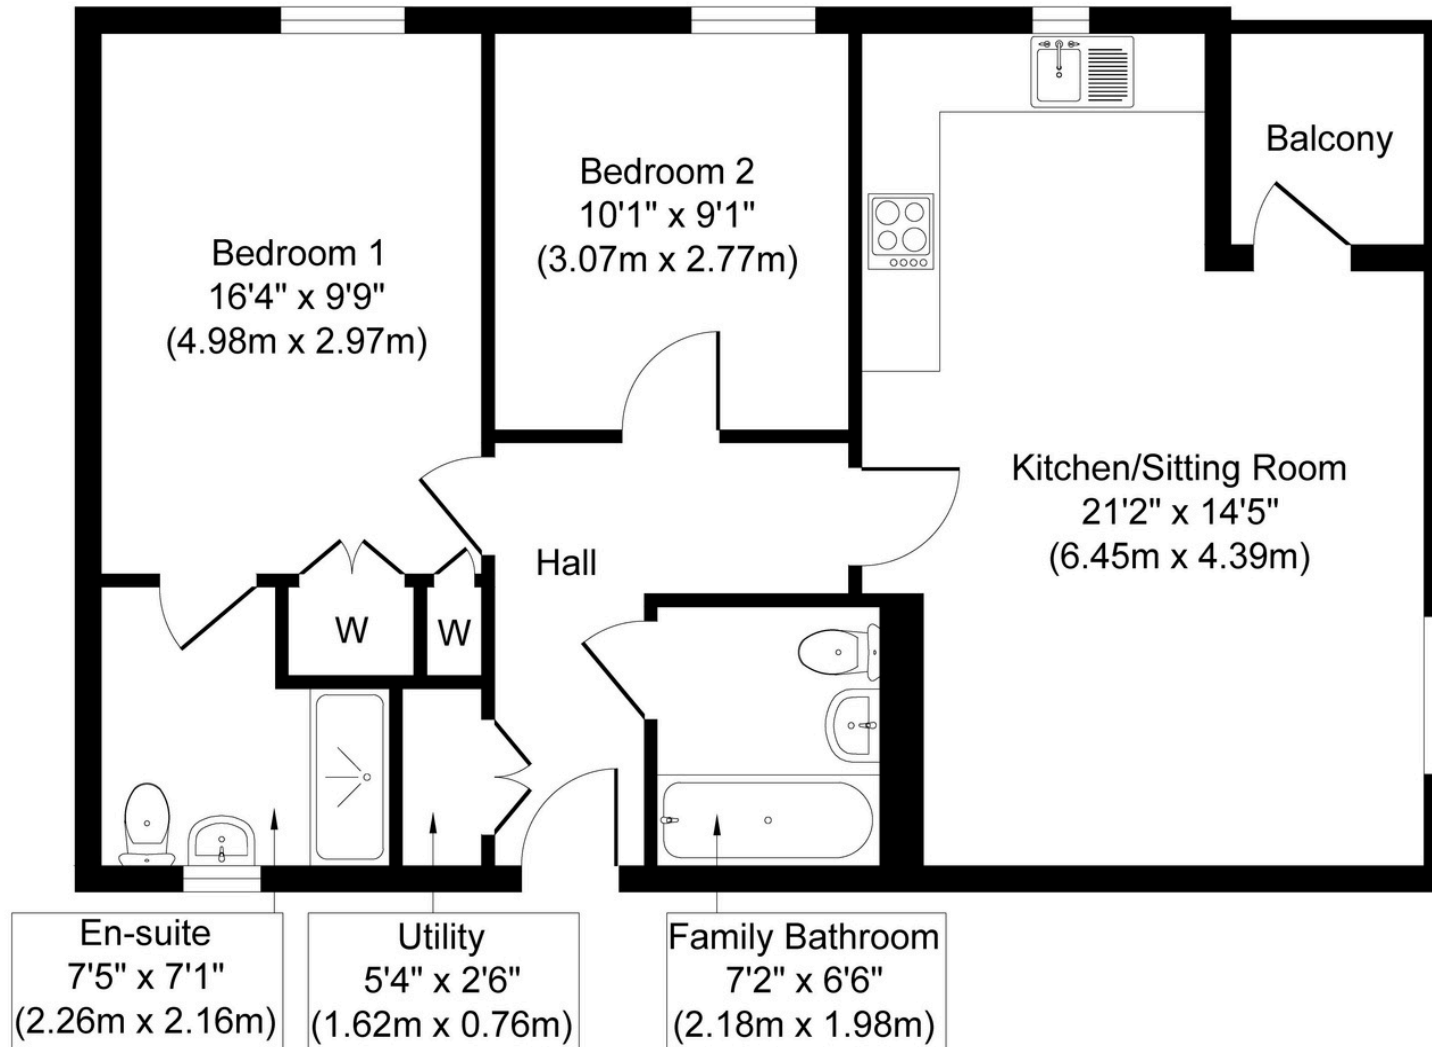 Balcony
Bedroom 2
10'1" x 9'1"
(3.07m x 2.77m)
Bedroom 1
16'4" x 9'9"
(4.98m x 2.97m)
Kitchen/Sitting Room
21'2" x 14'5"
(6.45m x 4.39m)
Hall
W
W
En-suite
7'5" x 7'1"
(2.26m x 2.16m)
Utility
5'4" x 2'6"
(1.62m x 0.76m)
Family Bathroom
7'2" x 6'6"
(2.18m x 1.98m)